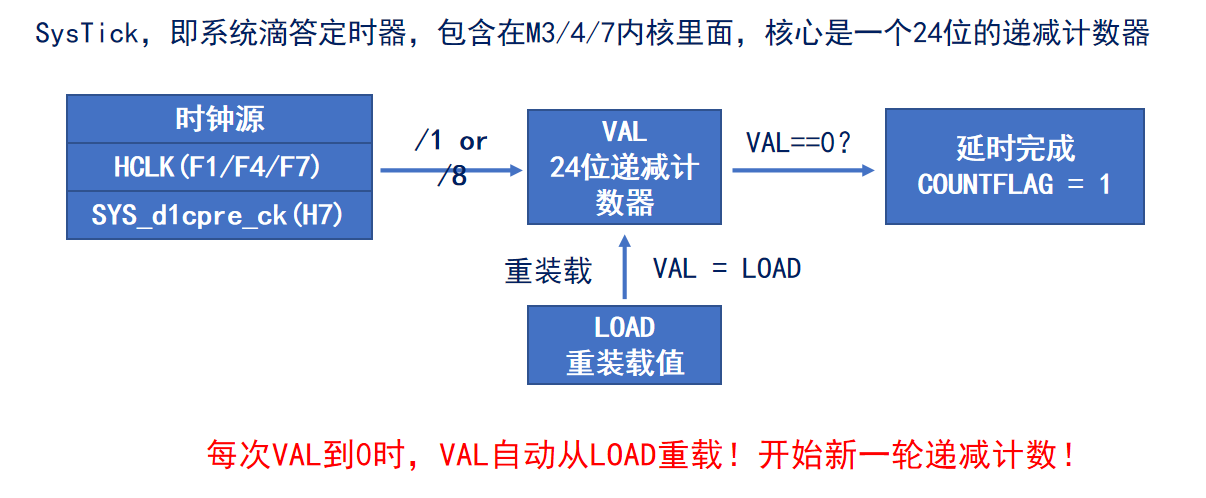 SysTick，即系统滴答定时器，包含在M3/4/7内核里面，核心是一个24位的递减计数器
时钟源
HCLK(F1/F4/F7)
SYS_d1cpre_ck(H7)
/1 or
/8
VAL
24位递减计
数器
VAL==0？
延时完成
COUNTFLAG = 1
重装载
VAL = LOAD
LOAD
重装载值
每次VAL到0时，VAL自动从LOAD重载！开始新一轮递减计数！